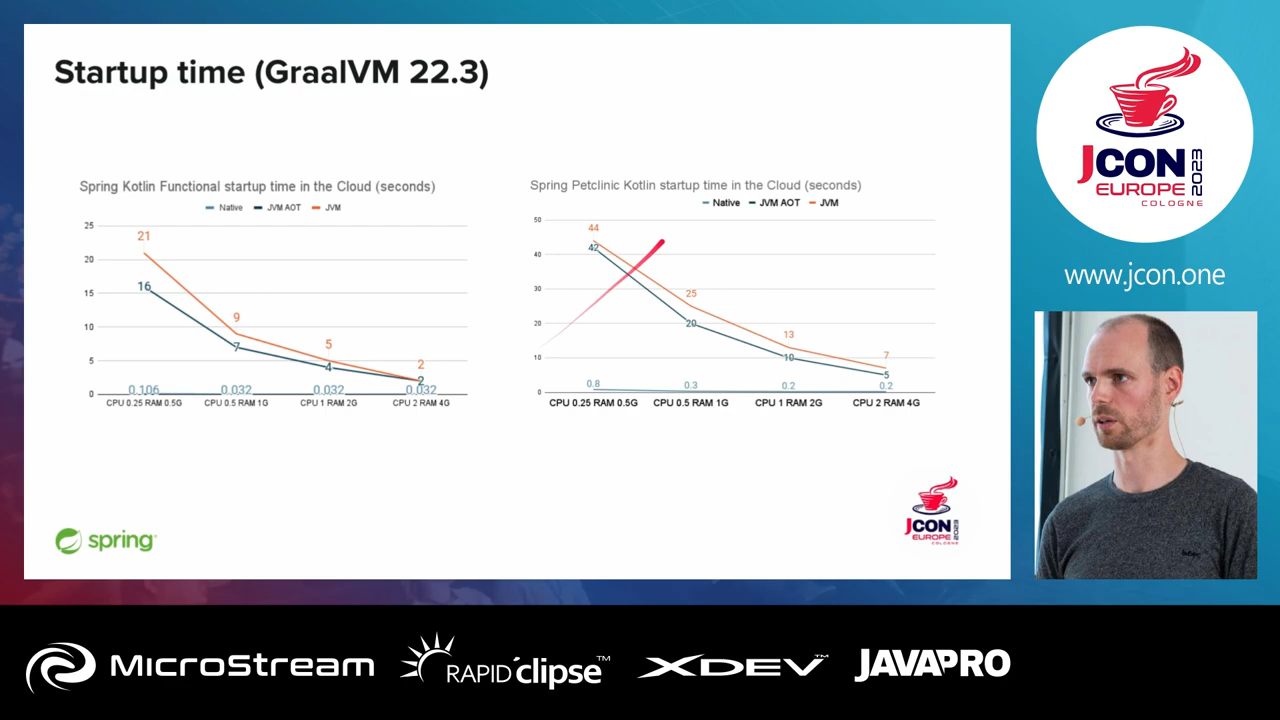 Startup time (GraalVM 22.3)
Spring Kotlin Functional startup time in the Cloud (seconds)
Native JVM AOT JVM
25
20
15
10
5
0
21
16
9
7
5
4
2
2
0.106 0.032 0.032 0.032
CPU 0.25 RAM 0.5G CPU 0.5 RAM 1G CPU 1 RAM 2G CPU 2 RAM 4G
Spring Petclinic Kotlin startup time in the Cloud (seconds)
Native JVM AOT JVM
50
40
30
20
10
0
44
42
25
20
13
10
7
5
0.8 0.3 0.2 0.2
CPU 0.25 RAM 0.5G CPU 0.5 RAM 1G CPU 1 RAM 2G CPU 2 RAM 4G
spring
JCON
EUROPE
2023
COLOGNE
JCON
EUROPE
2023
COLOGNE
www.jcon.one
MICROSTREAM
RAPIDclipse™
XDEV™
JAVAPRO